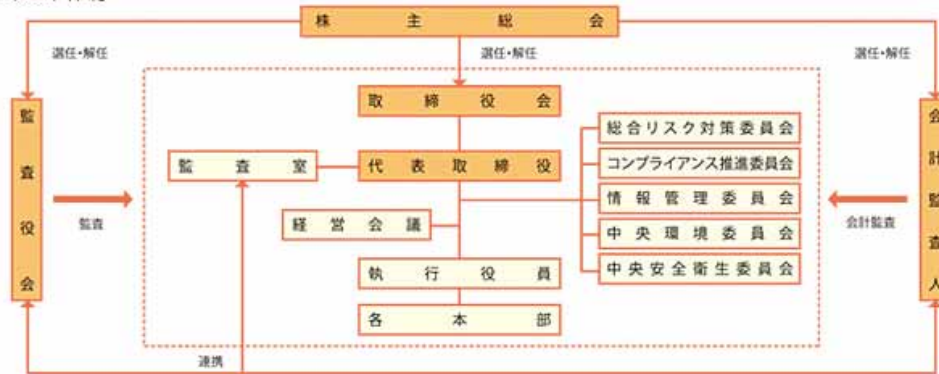 株主総会
選任・解任
選任・解任
選任・解任
取締役会
監査役会
会計監査人
総合リスク対策委員会
監査室
代表取締役
コンプライアンス推進委員会
情報管理委員会
監査
会計監査
経営会議
中央環境委員会
執行役員
中央安全衛生委員会
各本部
連携